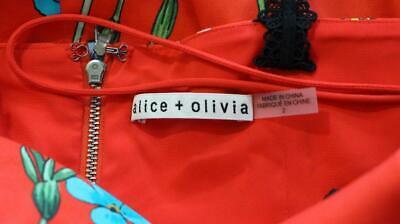 alice + olivia
MADE IN CHINA
FABRIQUÉ EN CHINE
2